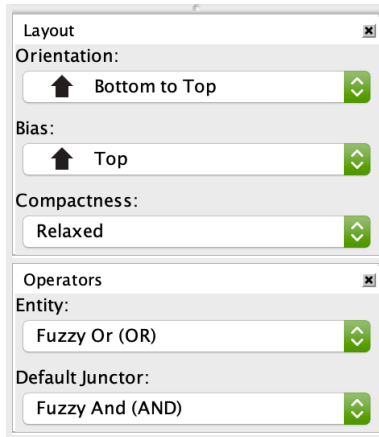 Layout
Orientation:
Bottom to Top
Bias:
Top
Compactness:
Relaxed
Operators
Entity:
Fuzzy Or (OR)
Default Junctor:
Fuzzy And (AND)